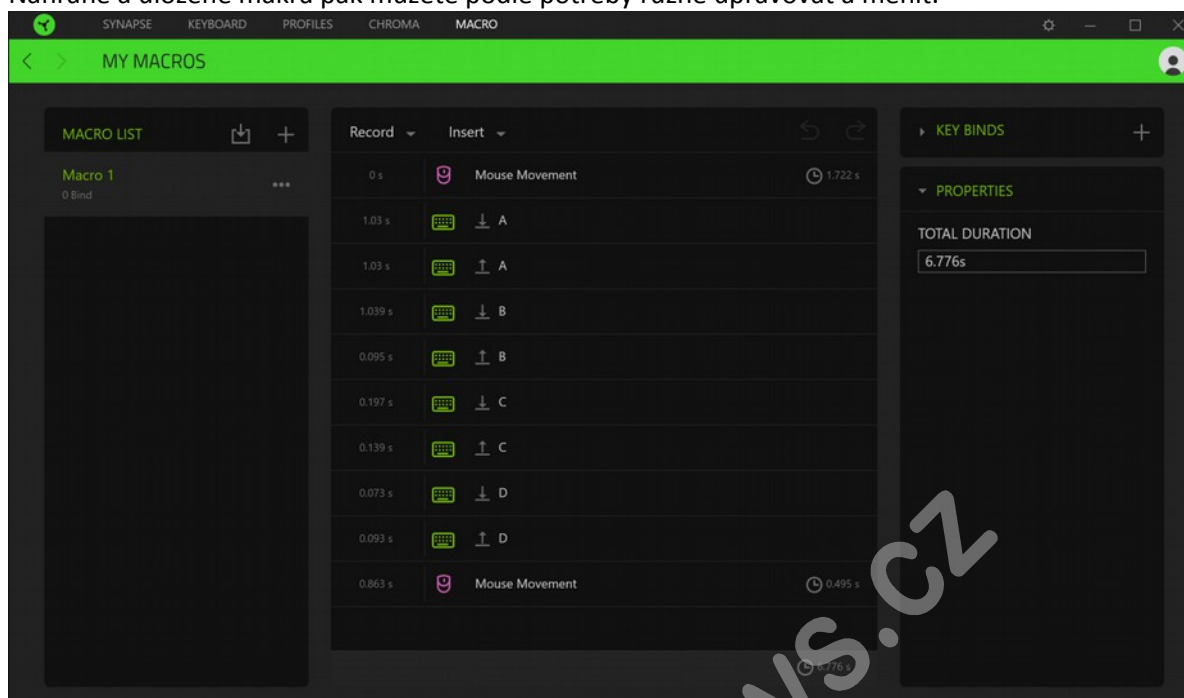 Nahrané a uložené makra pak můžete podle potřeby různě upravovat a měnit.
SYNAPSE KEYBOARD PROFILES CHROMA MACRO
MY MACROS
MACRO LIST
Macro 1
0 Bind
Record Insert
0 s Mouse Movement 1.722 s
1.03 s A
1.03 s A
1.039 s B
0.095 s B
0.197 s C
0.139 s C
0.073 s D
0.093 s D
0.863 s Mouse Movement 0.495 s
6.776 s
KEY BINDS
PROPERTIES
TOTAL DURATION
6.776s